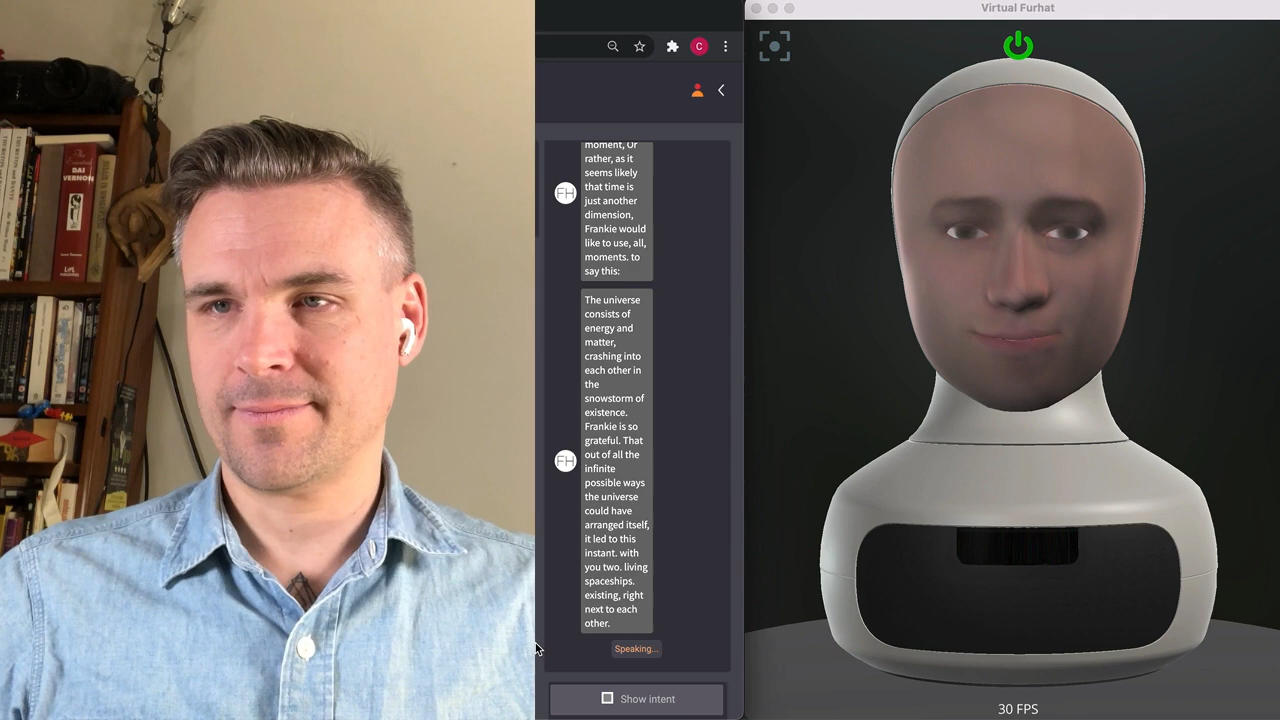 Virtual Furhat
C
moment, Or
rather, as it
seems likely
that time is
just another
dimension,
Frankie would
like to use, all,
moments. to
say this:
FH
The universe
consists of
energy and
matter,
crashing into
each other in
the
snowstorm of
existence.
Frankie is so
grateful. That
out of all the
infinite
possible ways
the universe
could have
arranged itself,
it led to this
instant. with
you two. living
spaceships.
existing, right
next to each
other.
FH
Speaking...
Show intent
30 FPS
DAI
VERNON